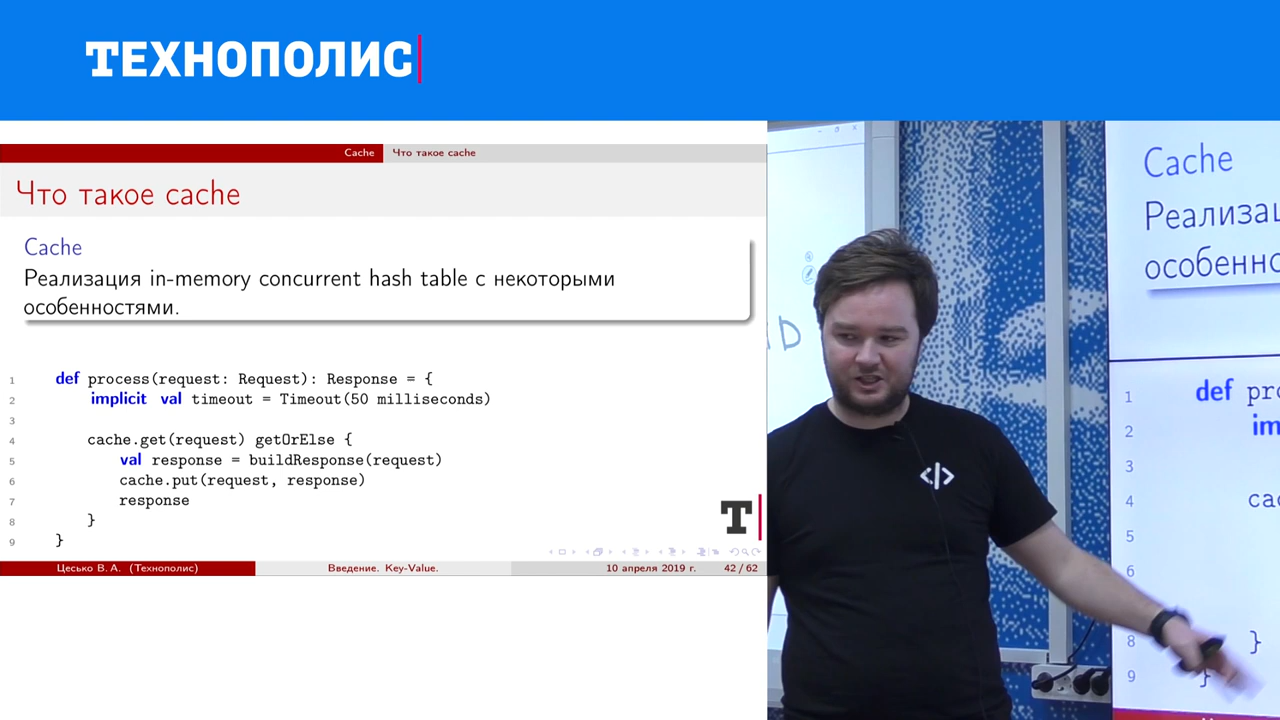 ТЕХНОПОЛИС
Cache Что такое cache
Что такое cache
Cache
Реализация in-memory concurrent hash table с некоторыми
особенностями.
1 def process(request: Request): Response = {
2 implicit val timeout = Timeout(50 milliseconds)
3
4 cache.get(request) getOrElse {
5 val response = buildResponse(request)
6 cache.put(request, response)
7 response
8 }
9 }
T
Цесько В. А. (Технополис) Введение. Key-Value. 10 апреля 2019 г. 42 / 62
Cache
Реализац
особенно
1 def pro
2 im
3
4 cac
5
6
8 }
9 }